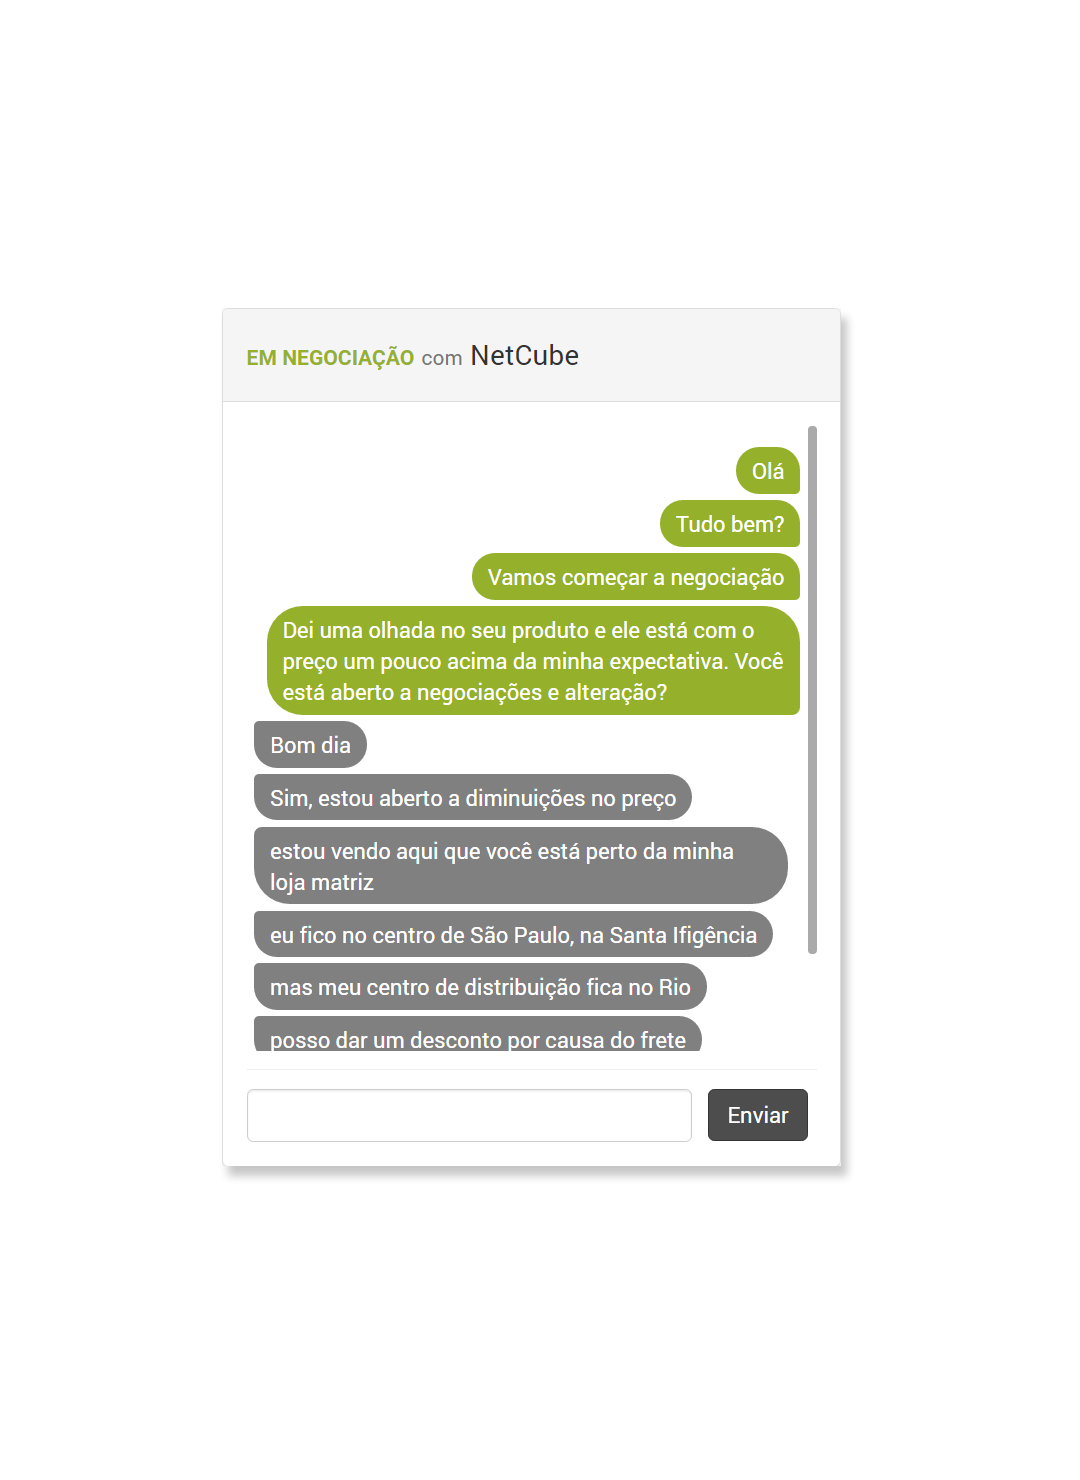 EM NEGOCIAÇÃO com NetCube
Olá
Tudo bem?
Vamos começar a negociação
Dei uma olhada no seu produto e ele está com o
preço um pouco acima da minha expectativa. Você
está aberto a negociações e alteração?
Bom dia
Sim, estou aberto a diminuições no preço
estou vendo aqui que você está perto da minha
loja matriz
eu fico no centro de São Paulo, na Santa Ifigência
mas meu centro de distribuição fica no Rio
posso dar um desconto por causa do frete
Enviar